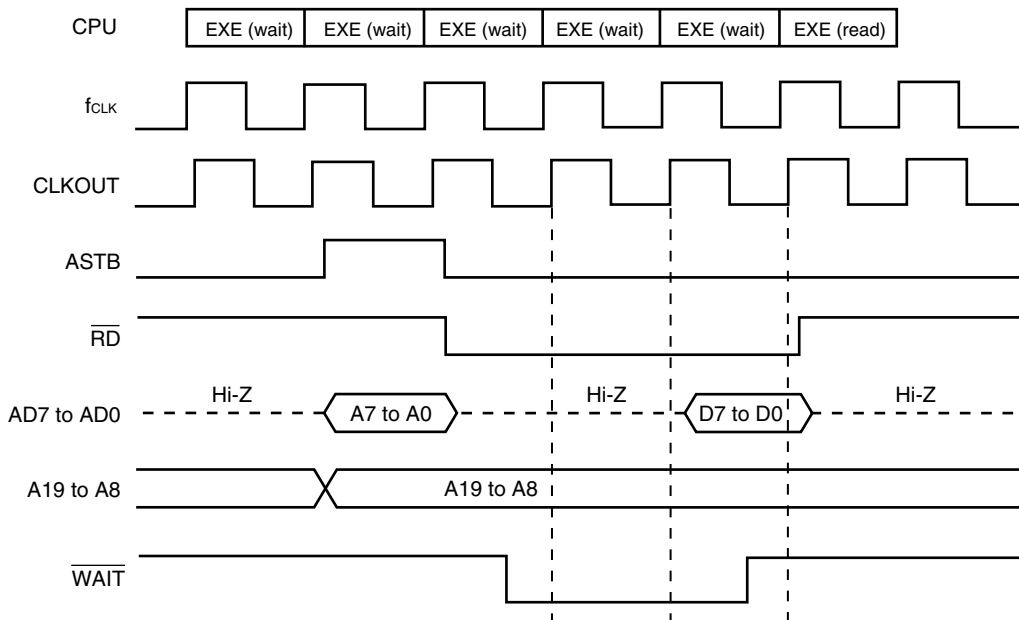 CPU EXE (wait) EXE (wait) EXE (wait) EXE (wait) EXE (wait) EXE (read)
fCLK
CLKOUT
ASTB
RD
Hi-Z Hi-Z Hi-Z
AD7 to AD0 A7 to A0 D7 to D0
A19 to A8 A19 to A8
WAIT